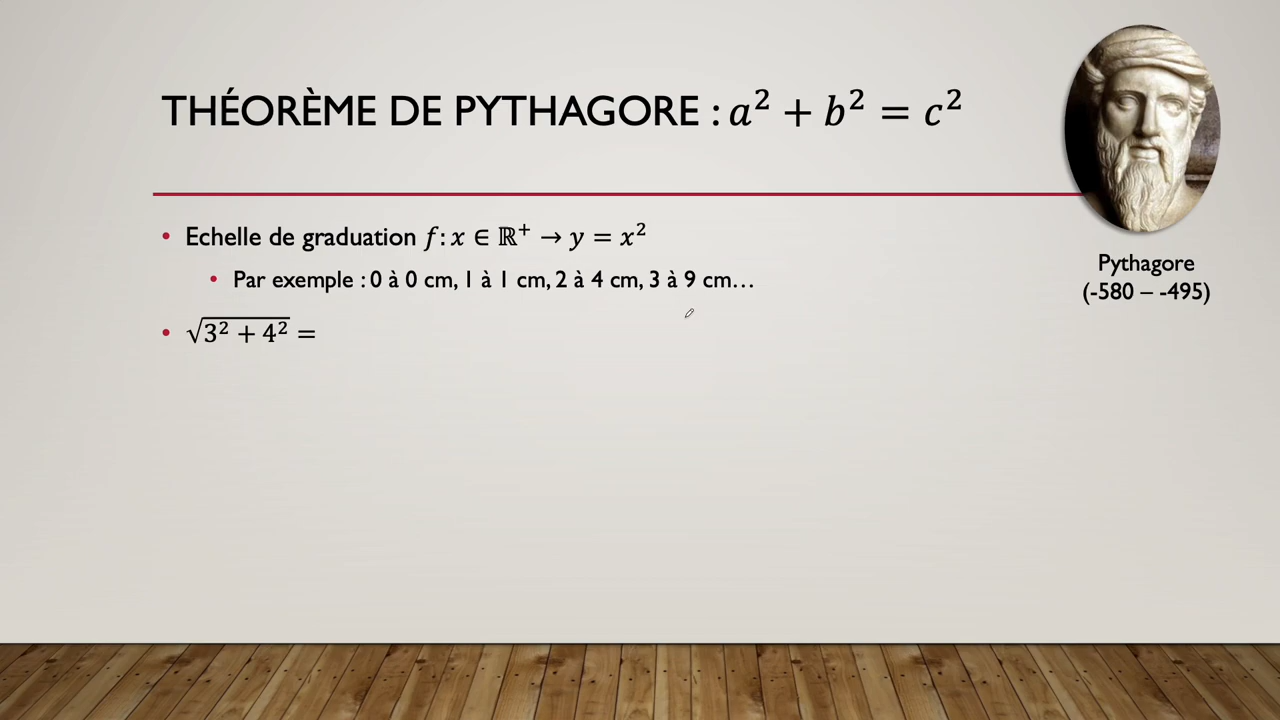 THÉORÈME DE PYTHAGORE : a² + b² = c²
• Echelle de graduation f: x ∈ ℝ⁺ → y = x²
• Par exemple : 0 à 0 cm, 1 à 1 cm, 2 à 4 cm, 3 à 9 cm…
• √(3² + 4²) =
Pythagore
(-580 – -495)